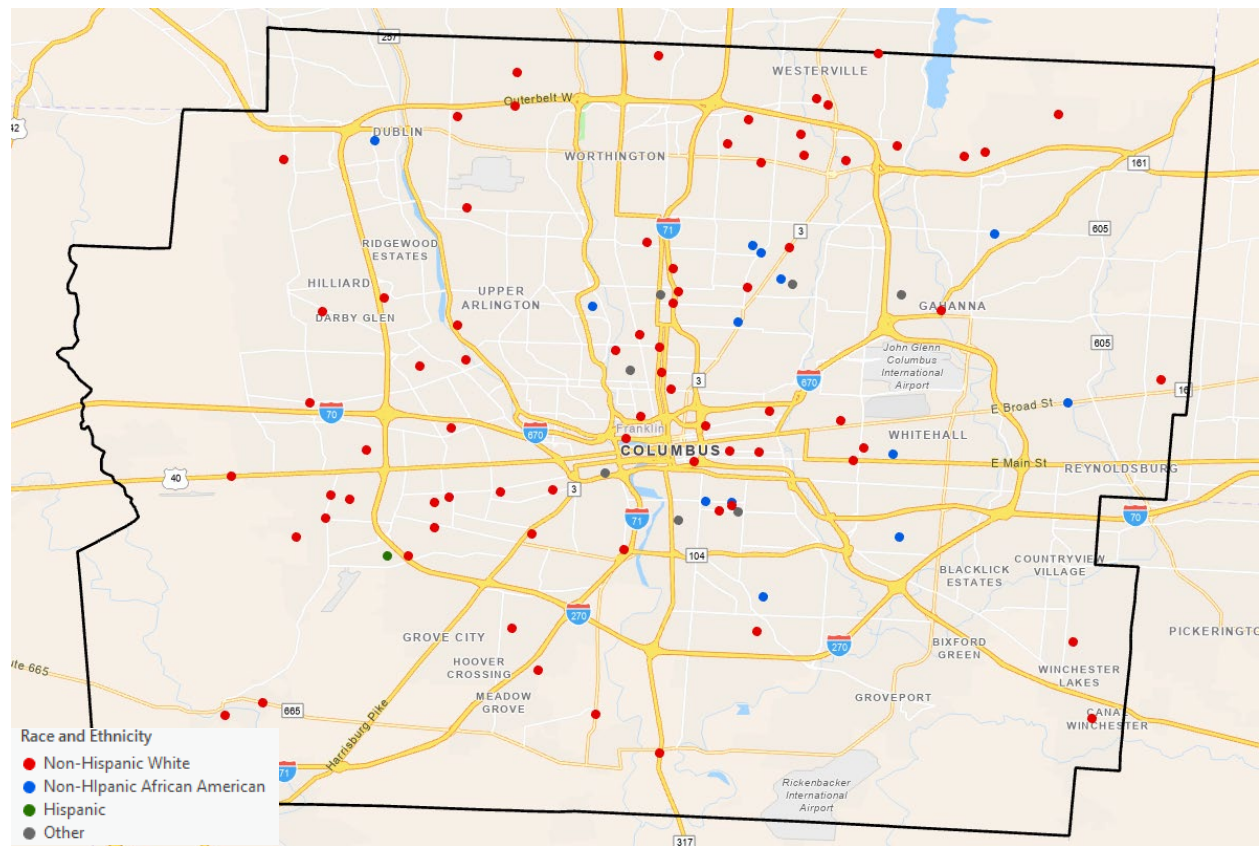 257
WESTERVILLE
Outerbelt W
42
DUBLIN
WORTHINGTON
161
71
3
605
RIDGEWOOD
ESTATES
HILLIARD
UPPER
ARLINGTON
DARBY GLEN
GAHANNA
John Glenn
Columbus
International
Airport
605
3
670
16
E Broad St
70
670
Franklin
COLUMBUS
WHITEHALL
E Main St
REYNOLDSBURG
40
3
71
70
104
COUNTRYVIEW
VILLAGE
BLACKLICK
ESTATES
270
GROVE CITY
270
BIXFORD
GREEN
PICKERINGTO
ute 665
HOOVER
CROSSING
WINCHESTER
LAKES
MEADOW
GROVE
GROVEPORT
665
CANAL
WINCHESTER
Harrisburg Pike
Race and Ethnicity
Non-Hispanic White
71
Non-HIpanic African American
Hispanic
Other
Rickenbacker
International
Airport
317